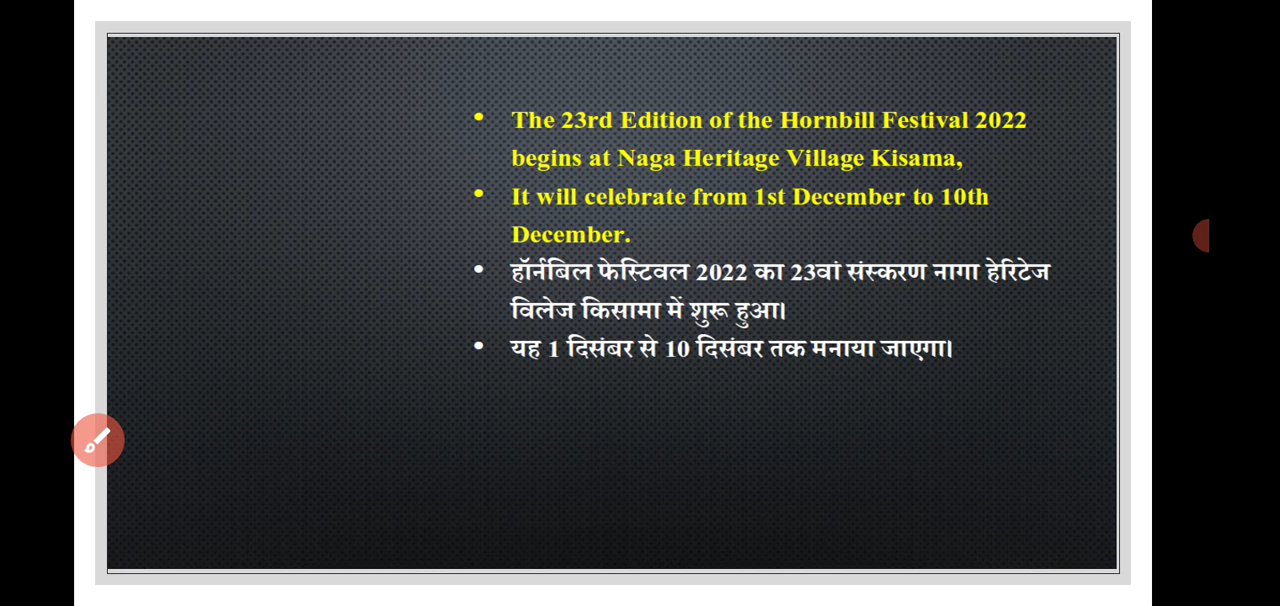 • The 23rd Edition of the Hornbill Festival 2022
begins at Naga Heritage Village Kisama,
• It will celebrate from 1st December to 10th
December.
• हॉर्नबिल फेस्टिवल 2022 का 23वां संस्करण नागा हेरिटेज
विलेज किसामा में शुरू हुआ।
• यह 1 दिसंबर से 10 दिसंबर तक मनाया जाएगा।